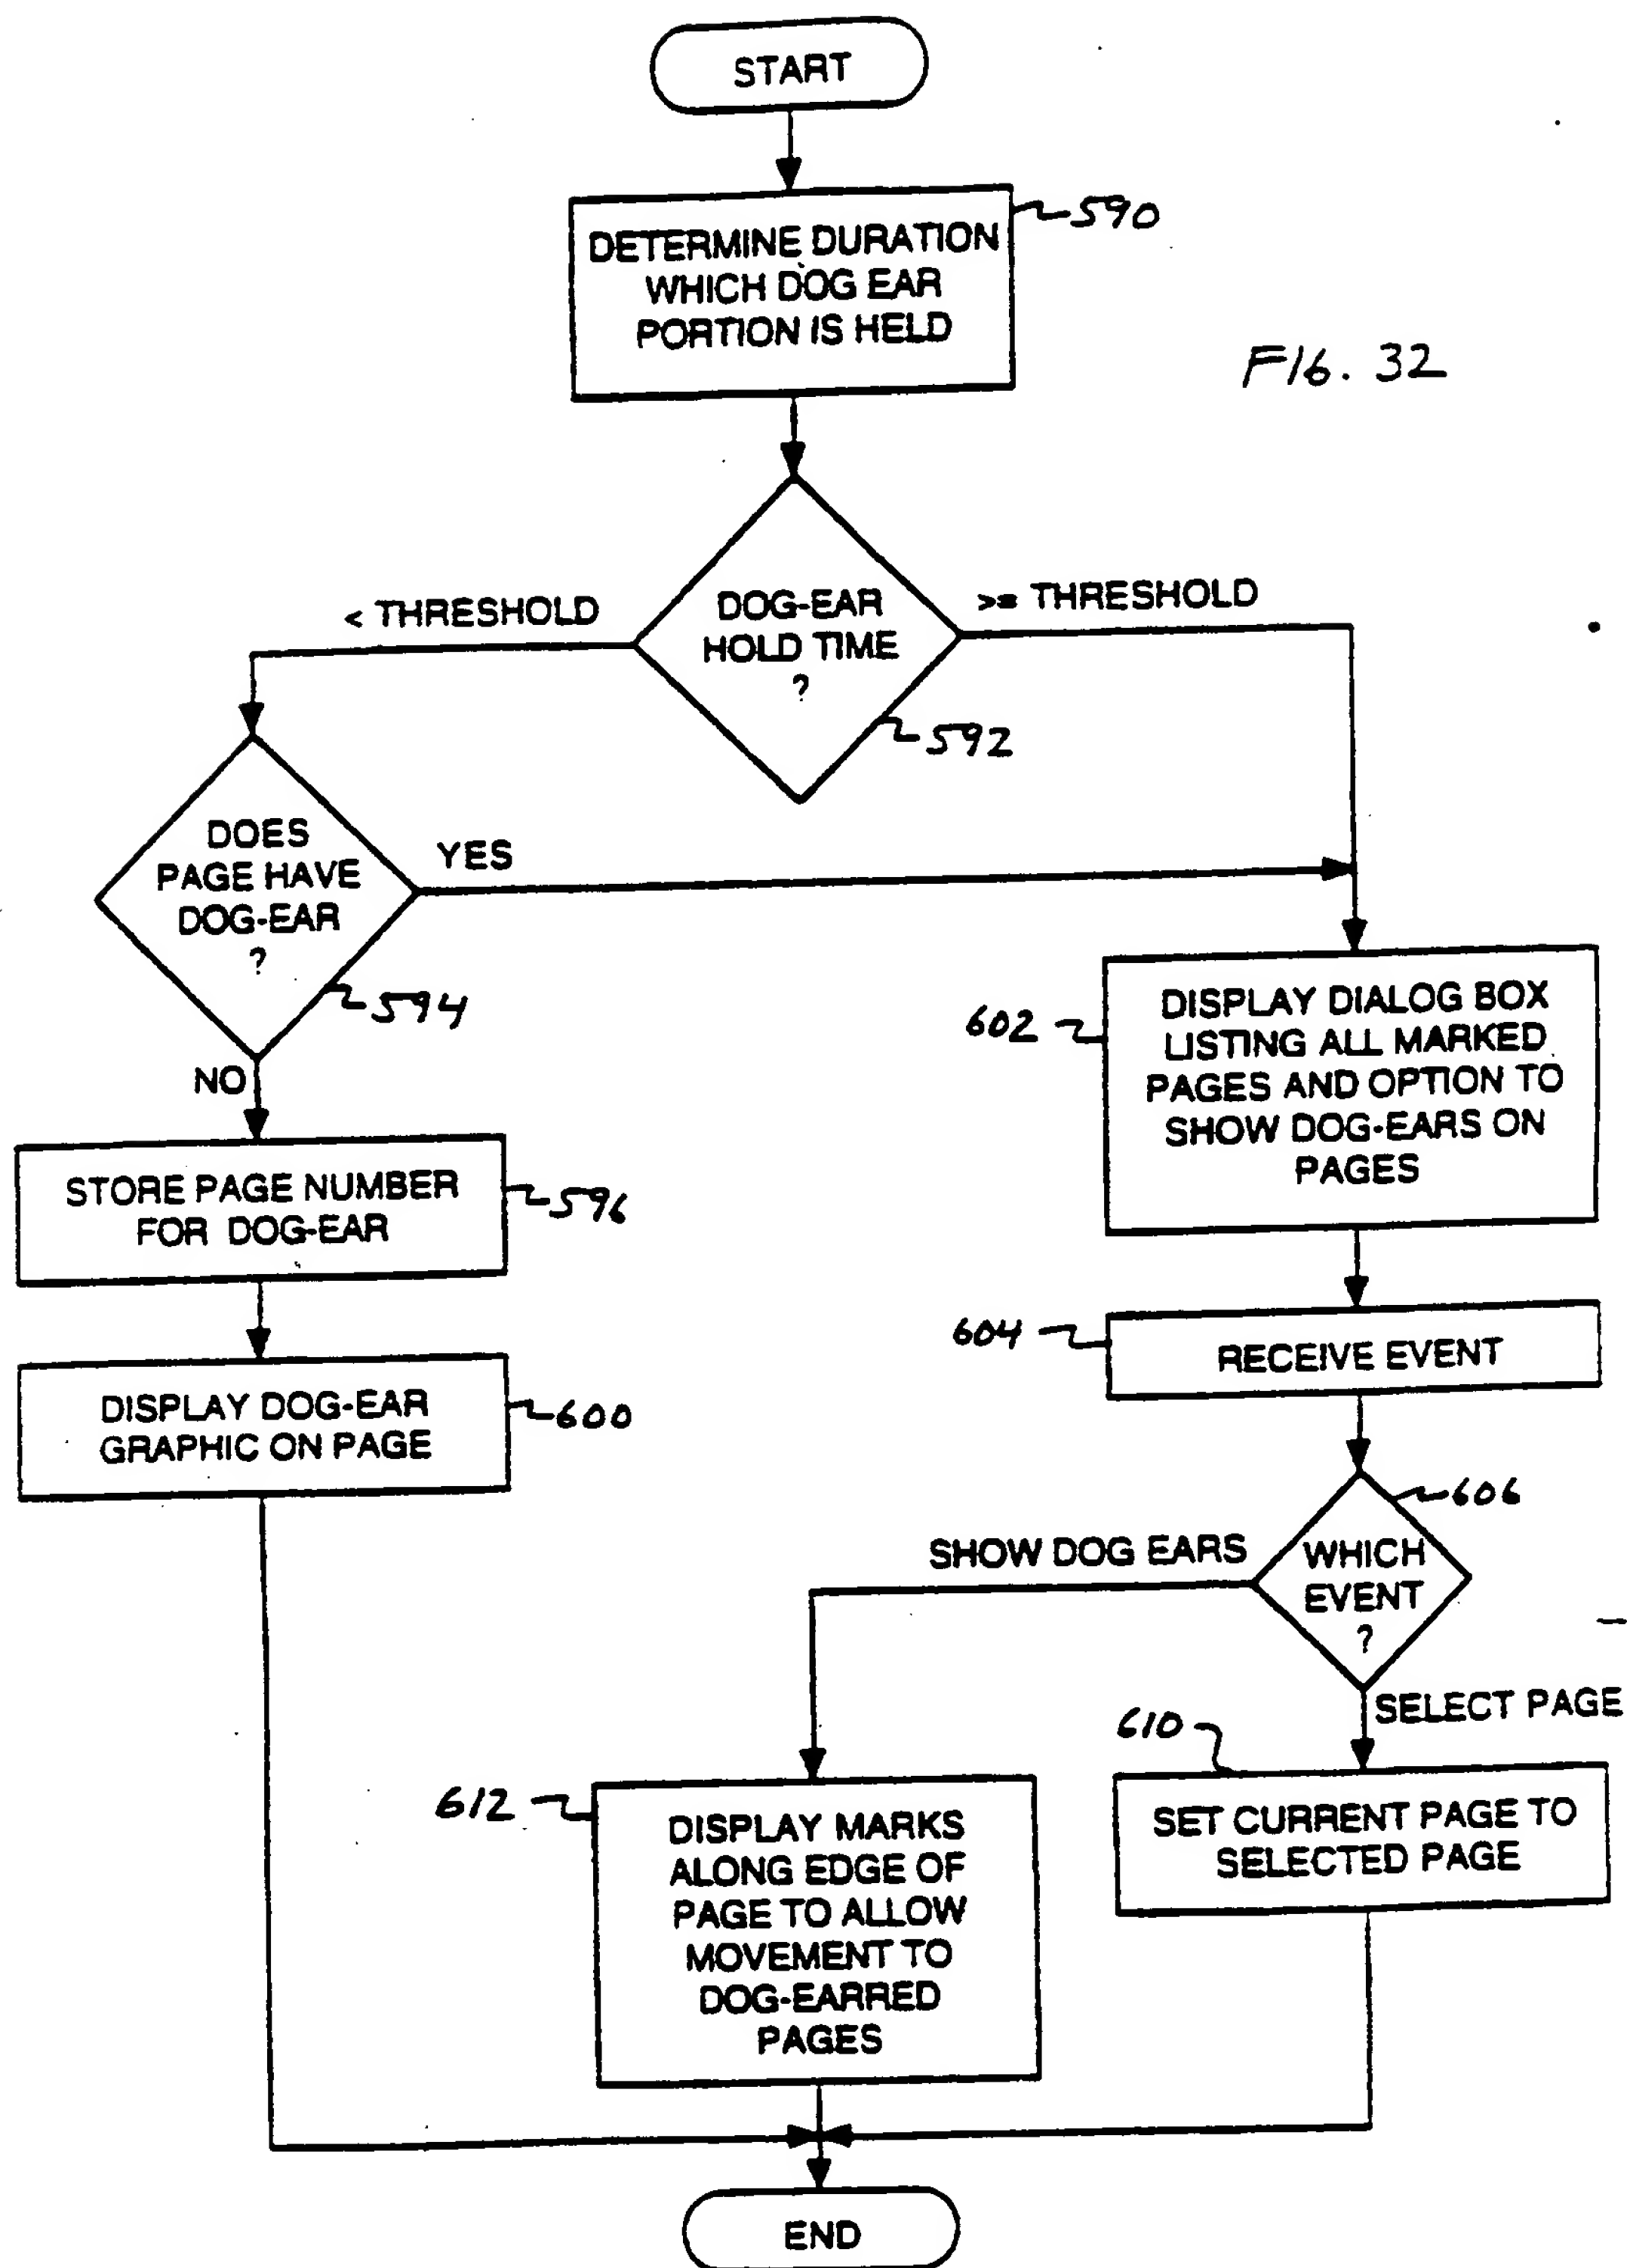 START
590
DETERMINE DURATION
WHICH DOG EAR
PORTION IS HELD
FIG. 32
< THRESHOLD
DOG-EAR
HOLD TIME
?
>= THRESHOLD
592
DOES
PAGE HAVE
DOG-EAR
?
YES
594
NO
602
DISPLAY DIALOG BOX
LISTING ALL MARKED
PAGES AND OPTION TO
SHOW DOG-EARS ON
PAGES
STORE PAGE NUMBER
FOR DOG-EAR
596
604
RECEIVE EVENT
DISPLAY DOG-EAR
GRAPHIC ON PAGE
600
606
SHOW DOG EARS
WHICH
EVENT
?
SELECT PAGE
610
612
DISPLAY MARKS
ALONG EDGE OF
PAGE TO ALLOW
MOVEMENT TO
DOG-EARRED
PAGES
SET CURRENT PAGE TO
SELECTED PAGE
END